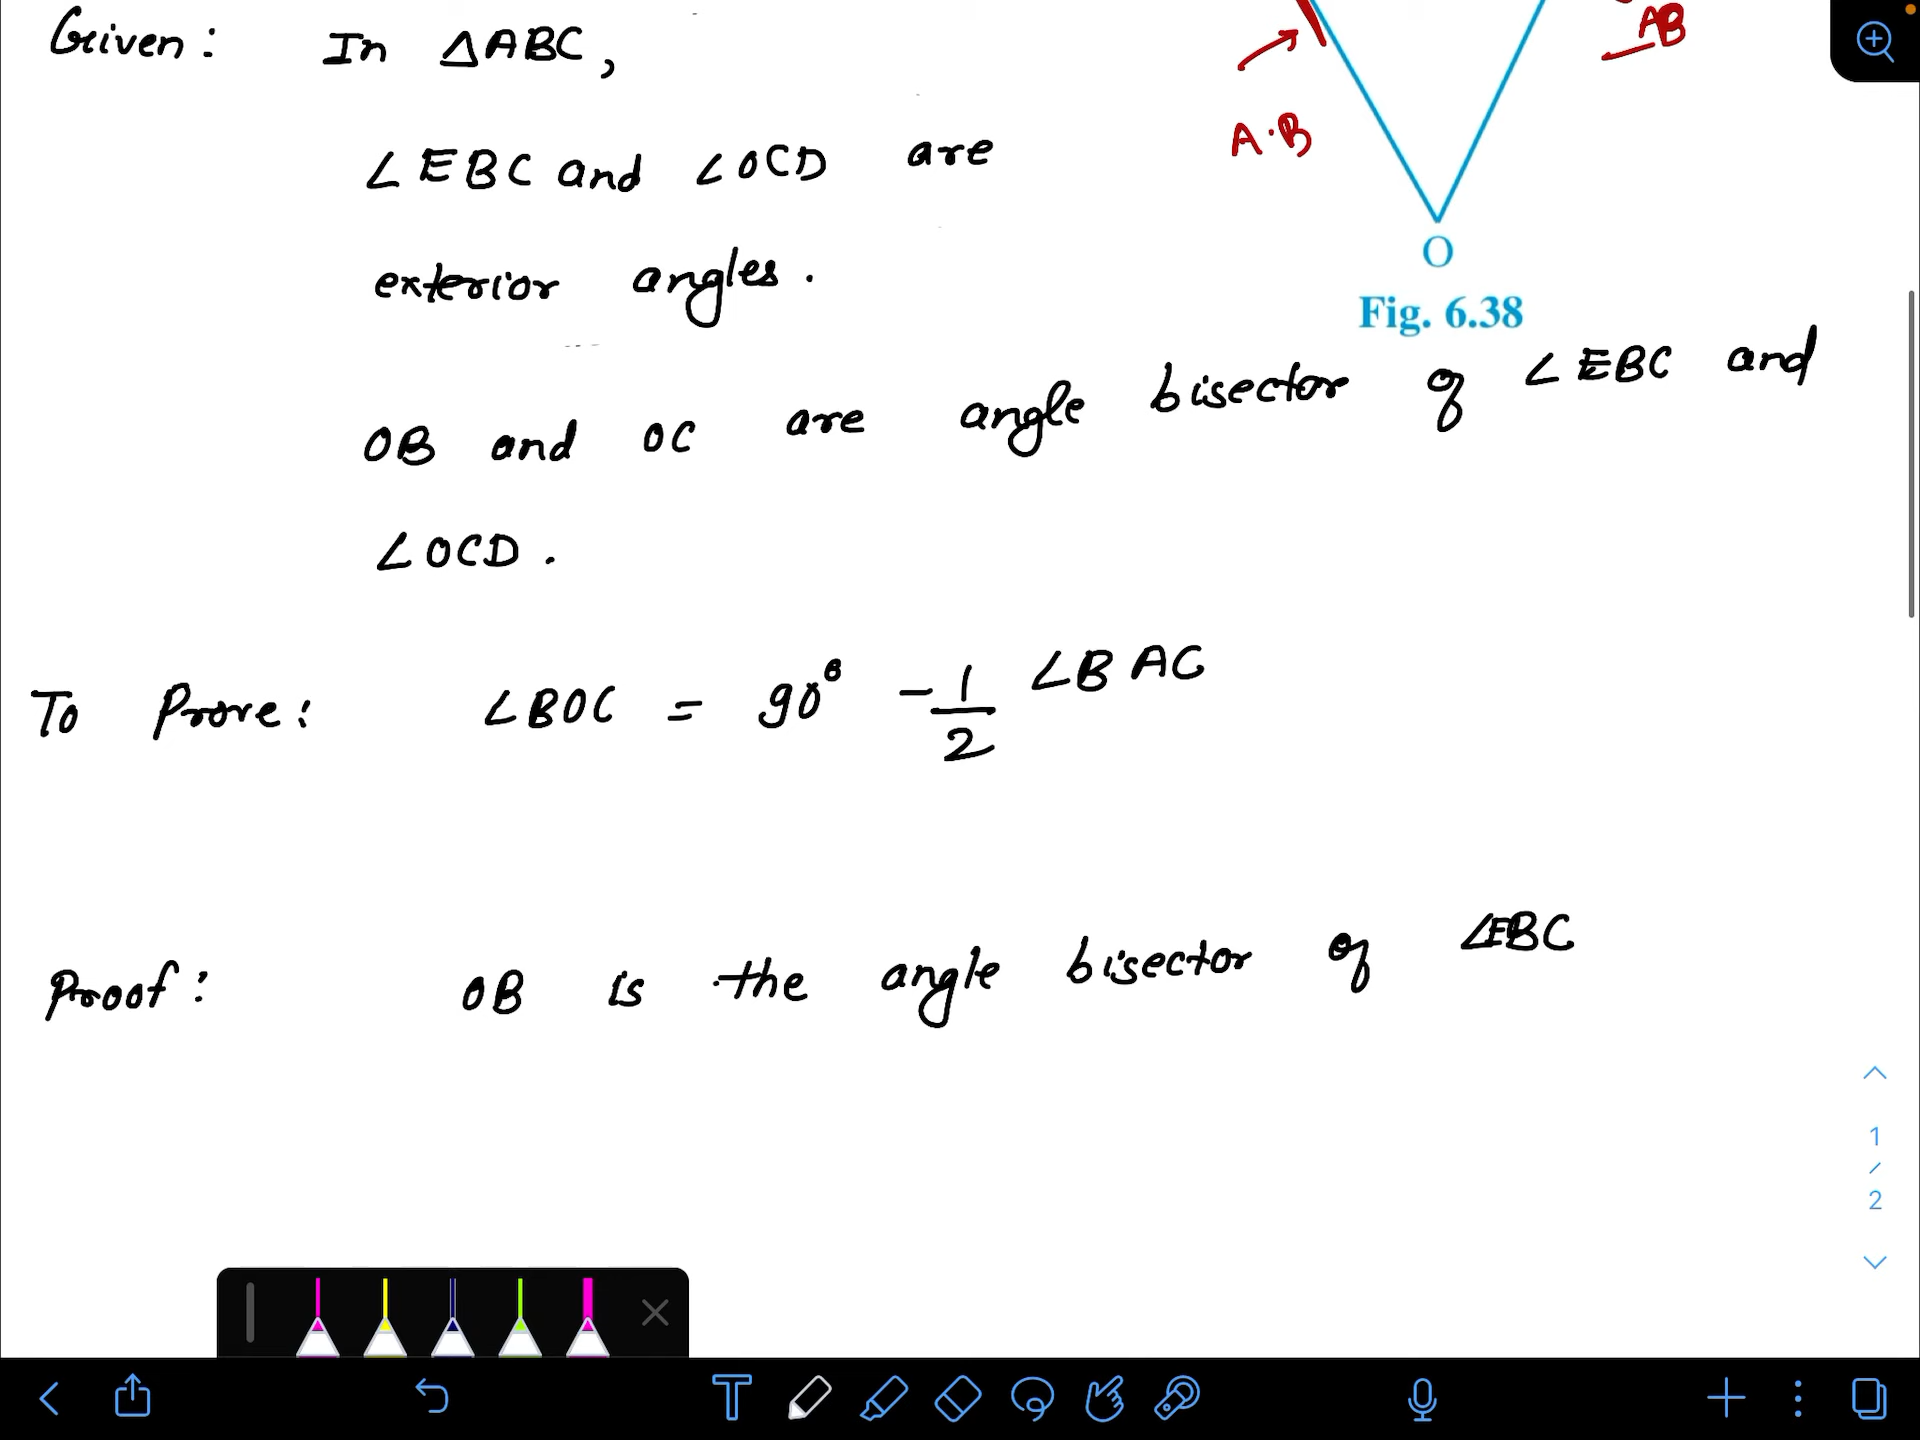 Given: In △ABC,
AB
A.B
∠EBC and ∠OCD are
exterior angles.
O
Fig. 6.38
OB and OC are angle bisector of ∠EBC and
∠OCD.
To Prove: ∠BOC = 90° - 1/2 ∠BAC
Proof: OB is the angle bisector of ∠EBC
1
/
2
T